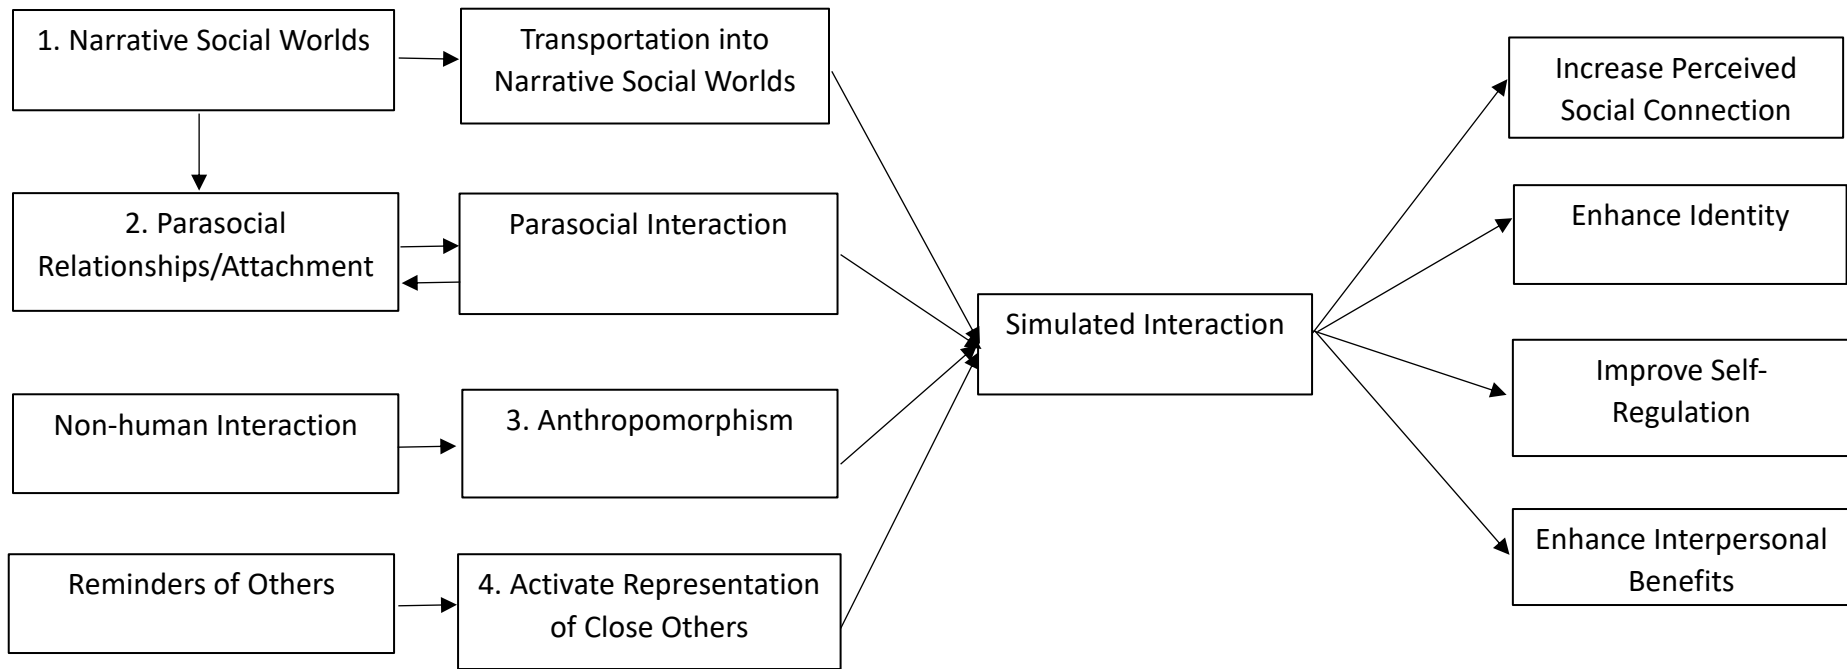 1. Narrative Social Worlds
Transportation into
Narrative Social Worlds
Increase Perceived
Social Connection
2. Parasocial
Relationships/Attachment
Parasocial Interaction
Enhance Identity
Simulated Interaction
Non-human Interaction
3. Anthropomorphism
Improve Self-
Regulation
Reminders of Others
4. Activate Representation
of Close Others
Enhance Interpersonal
Benefits